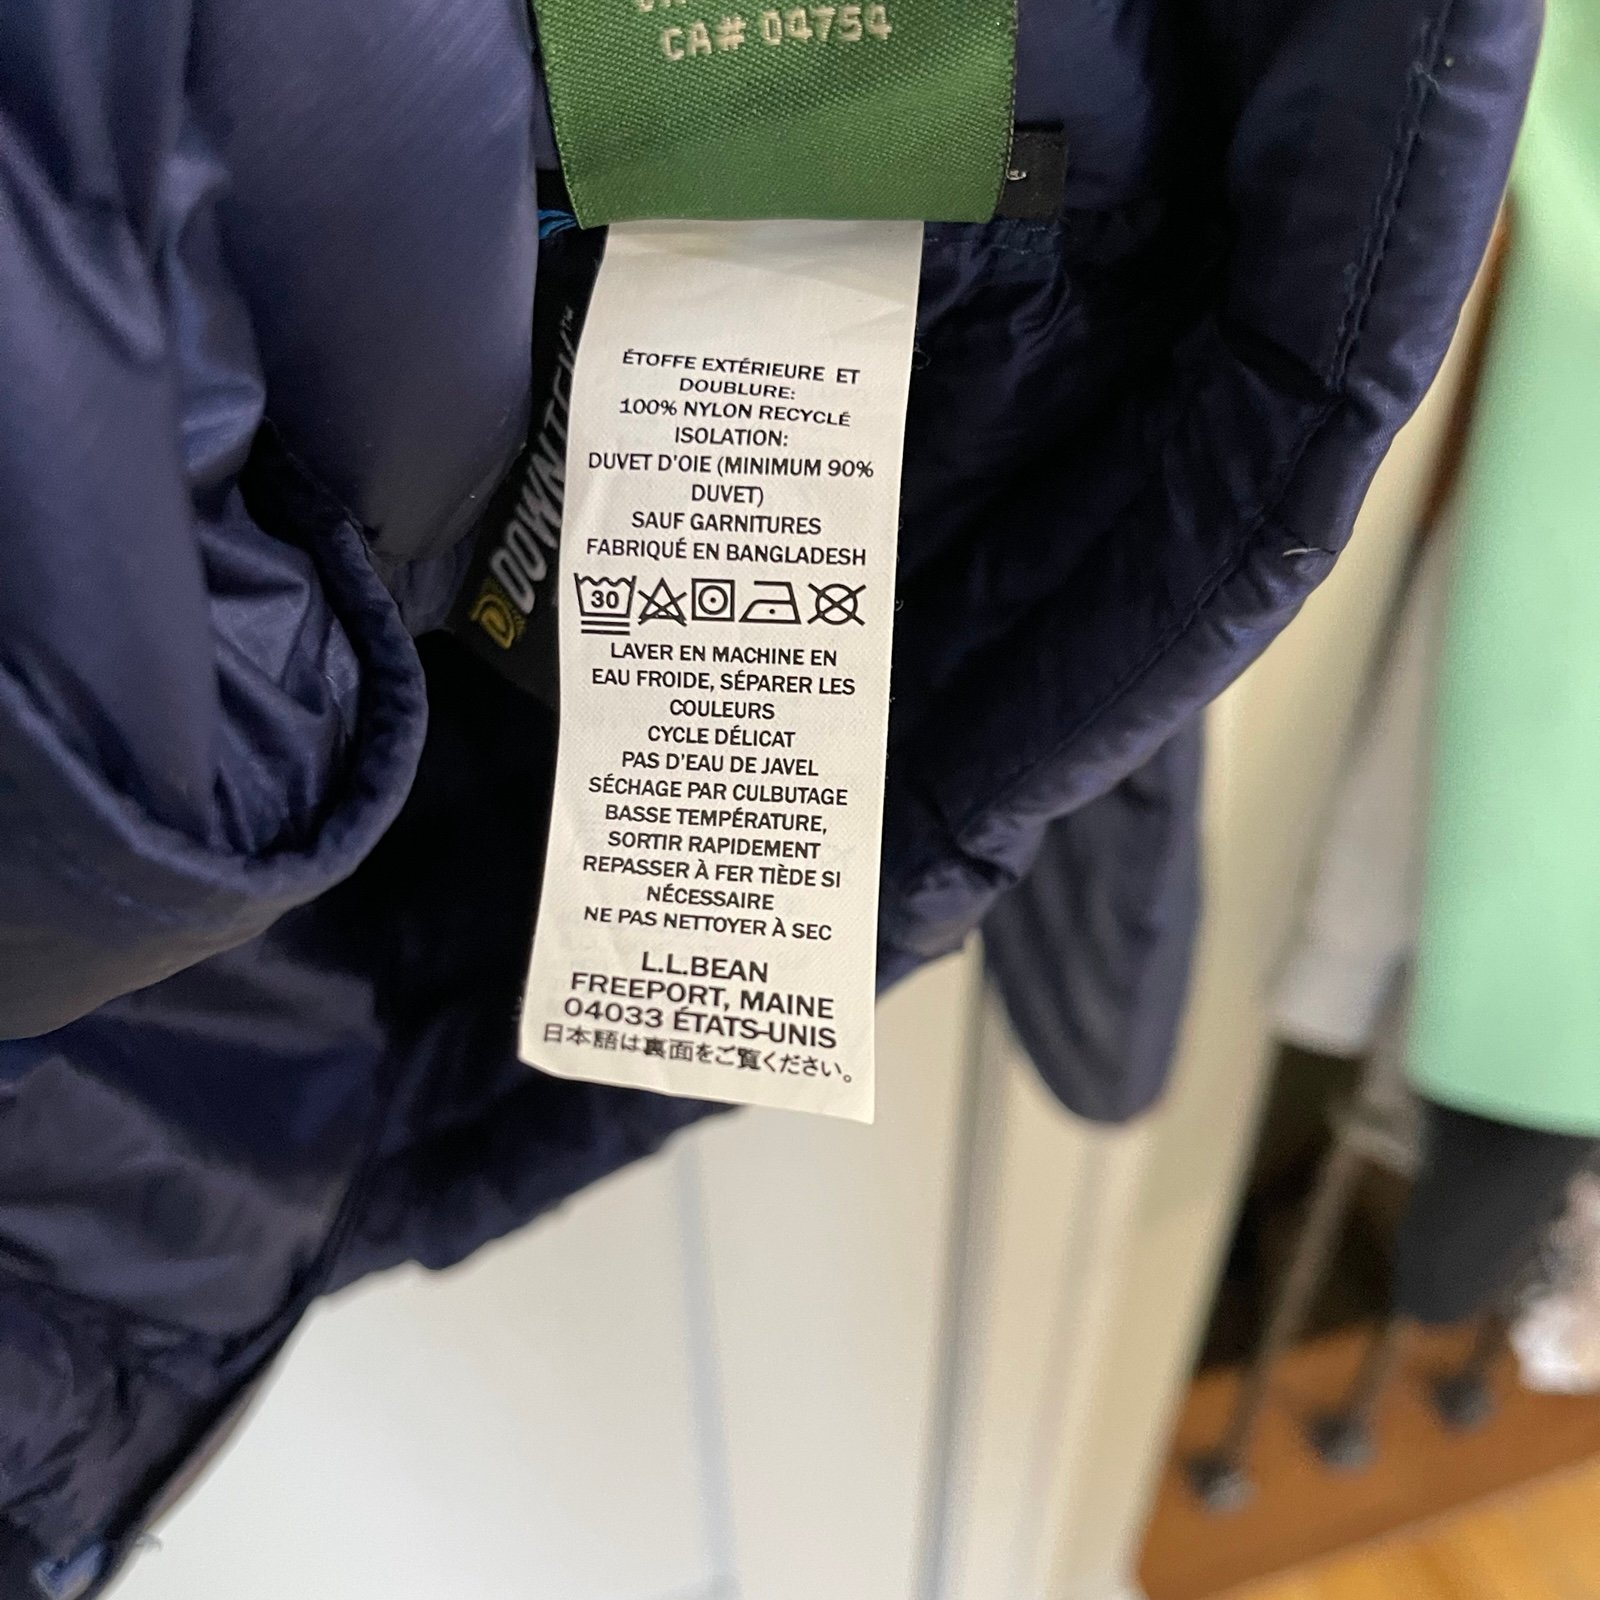 CA# 04754
DOWNTEK™
ÉTOFFE EXTÉRIEURE ET
DOUBLURE:
100% NYLON RECYCLÉ
ISOLATION:
DUVET D'OIE (MINIMUM 90%
DUVET)
SAUF GARNITURES
FABRIQUÉ EN BANGLADESH
30
LAVER EN MACHINE EN
EAU FROIDE, SÉPARER LES
COULEURS
CYCLE DÉLICAT
PAS D'EAU DE JAVEL
SÉCHAGE PAR CULBUTAGE
BASSE TEMPÉRATURE,
SORTIR RAPIDEMENT
REPASSER À FER TIÈDE SI
NÉCESSAIRE
NE PAS NETTOYER À SEC
L.L.BEAN
FREEPORT, MAINE
04033 ÉTATS-UNIS
日本語は裏面をご覧ください。